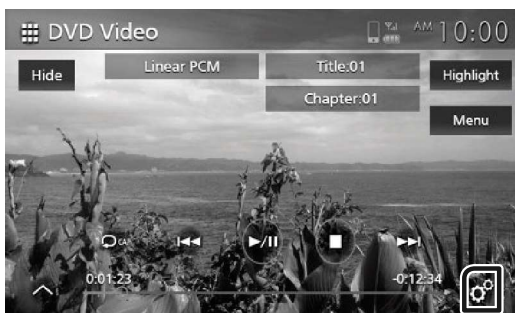 DVD Video
AM 10:00
Hide
Linear PCM
Title:01
Highlight
Chapter:01
Menu
0:01:23
-0:12:34